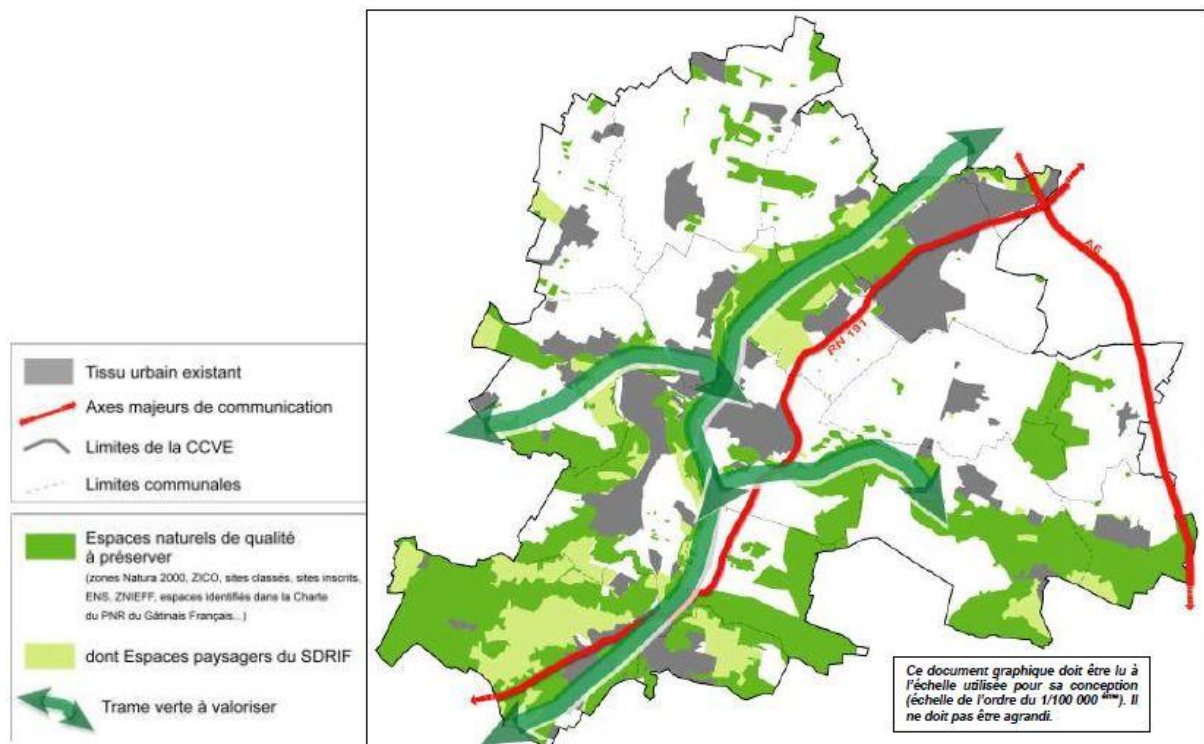 Tissu urbain existant
Axes majeurs de communication
Limites de la CCVE
Limites communales
Espaces naturels de qualité
à préserver
(zones Natura 2000, ZICO, sites classés, sites inscrits,
ENS, ZNIEFF, espaces identifiés dans la Charte
du PNR du Gâtinais Français...)
dont Espaces paysagers du SDRIF
Trame verte à valoriser
A6
RN 191
Ce document graphique doit être lu à
l'échelle utilisée pour sa conception
(échelle de l'ordre du 1/100 000 ème). Il
ne doit pas être agrandi.